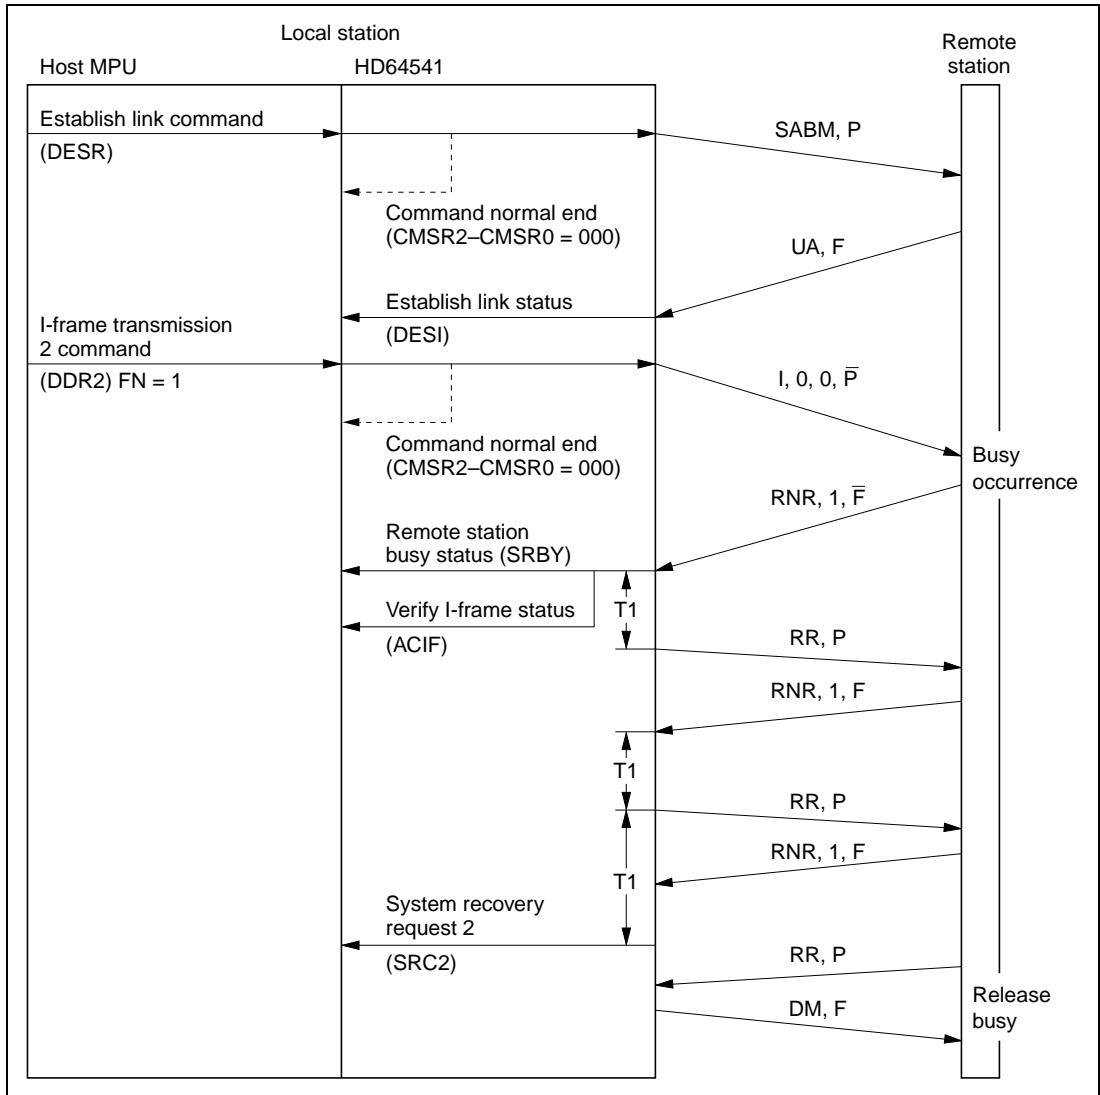 Local station
Remote
station
Host MPU
HD64541
Establish link command
(DESR)
SABM, P
Command normal end
(CMSR2–CMSR0 = 000)
UA, F
Establish link status
(DESI)
I-frame transmission
2 command
(DDR2) FN = 1
I, 0, 0, P̅
Command normal end
(CMSR2–CMSR0 = 000)
Busy
occurrence
RNR, 1, F̅
Remote station
busy status (SRBY)
Verify I-frame status
(ACIF)
T1
RR, P
RNR, 1, F
T1
RR, P
RNR, 1, F
T1
System recovery
request 2
(SRC2)
RR, P
Release
busy
DM, F